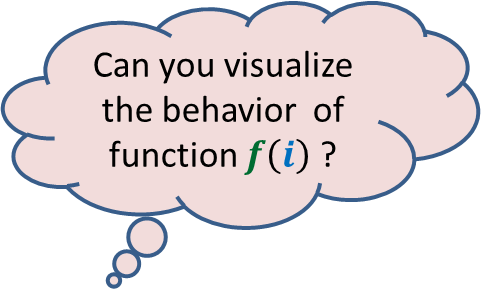 Can you visualize
the behavior of
function f(i) ?